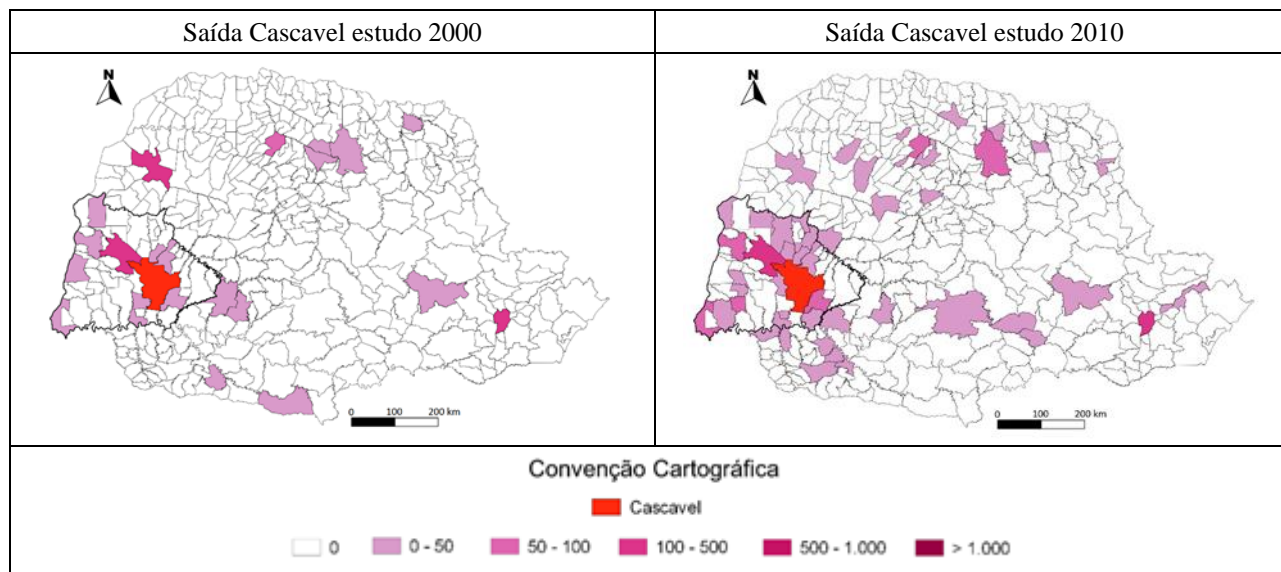 Saída Cascavel estudo 2000
Saída Cascavel estudo 2010
N
N
0 100 200 km
0 100 200 km
Convenção Cartográfica
Cascavel
0 0 - 50 50 - 100 100 - 500 500 - 1.000 > 1.000